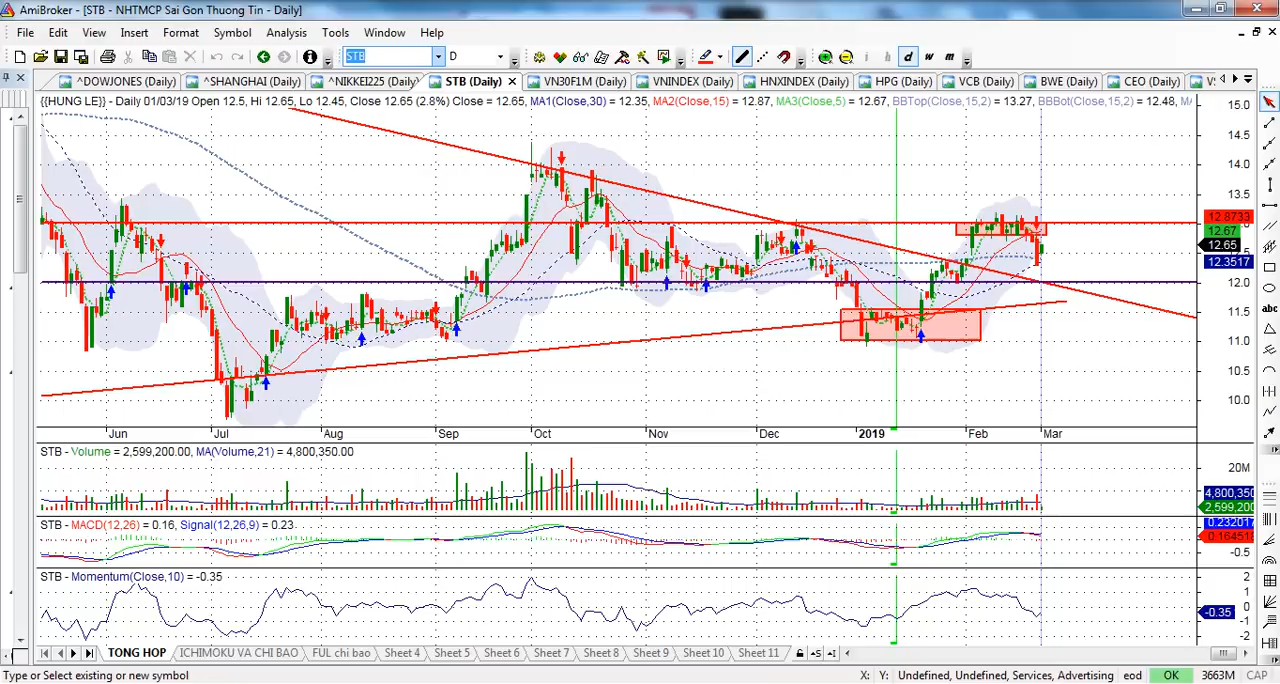 AmiBroker - [STB - NHTMCP Sai Gon Thuong Tin - Daily]
File Edit View Insert Format Symbol Analysis Tools Window Help
STB D i h d w m
^DOWJONES (Daily) ^SHANGHAI (Daily) ^NIKKEI225 (Daily) STB (Daily) VN30F1M (Daily) VNINDEX (Daily) HNXINDEX (Daily) HPG (Daily) VCB (Daily) BWE (Daily) CEO (Daily)
{{HUNG LE}} - Daily 01/03/19 Open 12.5, Hi 12.65, Lo 12.45, Close 12.65 (2.8%) Close = 12.65, MA1(Close,30) = 12.35, MA2(Close,15) = 12.87, MA3(Close,5) = 12.67, BBTop(Close,15,2) = 13.27, BBBot(Close,15,2) = 12.48,
15.0
14.5
14.0
13.5
12.8733
12.67
12.65
12.3517
12.0
11.5
11.0
10.5
10.0
abc
Jun Jul Aug Sep Oct Nov Dec 2019 Feb Mar
STB - Volume = 2,599,200.00, MA(Volume,21) = 4,800,350.00
20M
4,800,350
2,599,200
STB - MACD(12,26) = 0.16, Signal(12,26,9) = 0.23
0.232017
0.164518
-0.5
STB - Momentum(Close,10) = -0.35
2
1
0
-0.35
-1
-2
TONG HOP ICHIMOKU VA CHI BAO FUL chi bao Sheet 4 Sheet 5 Sheet 6 Sheet 7 Sheet 8 Sheet 9 Sheet 10 Sheet 11
Type or Select existing or new symbol X: Y: Undefined, Undefined, Services, Advertising eod OK 3663M CAP